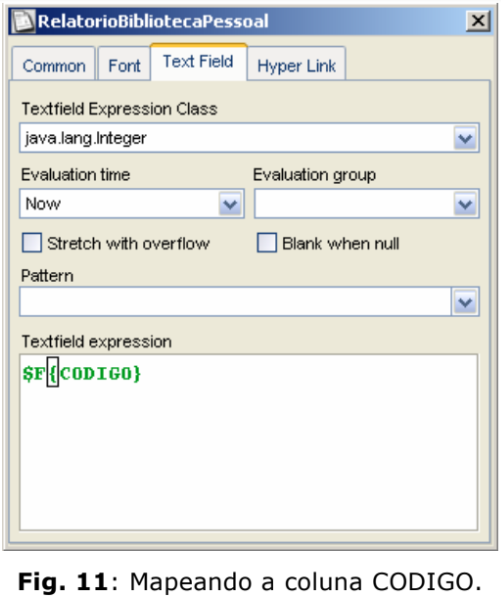 RelatorioBibliotecaPessoal
Common Font Text Field Hyper Link
Textfield Expression Class
java.lang.Integer
Evaluation time Evaluation group
Now
Stretch with overflow Blank when null
Pattern
Textfield expression
$F{CODIGO}
Fig. 11: Mapeando a coluna CODIGO.